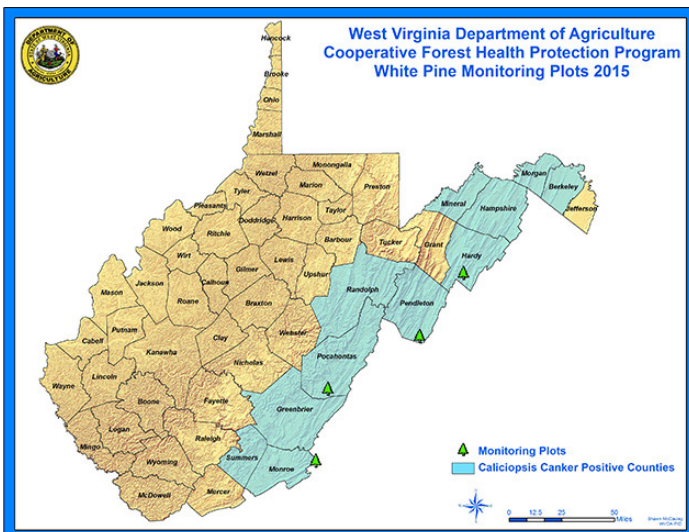 West Virginia Department of Agriculture
Cooperative Forest Health Protection Program
White Pine Monitoring Plots 2015
DEPARTMENT OF
AGRICULTURE
Hancock
Brooke
Ohio
Marshall
Wetzel
Monongalia
Marion
Preston
Morgan
Berkeley
Jefferson
Mineral
Hampshire
Tyler
Pleasants
Doddridge
Harrison
Taylor
Wood
Ritchie
Barbour
Tucker
Grant
Hardy
Wirt
Gilmer
Lewis
Upshur
Randolph
Pendleton
Mason
Jackson
Roane
Calhoun
Braxton
Webster
Putnam
Cabell
Kanawha
Clay
Nicholas
Pocahontas
Wayne
Lincoln
Boone
Fayette
Greenbrier
Logan
Mingo
Raleigh
Wyoming
Summers
Monroe
McDowell
Mercer
Monitoring Plots
Caliciopsis Canker Positive Counties
0 12.5 25 50
Miles